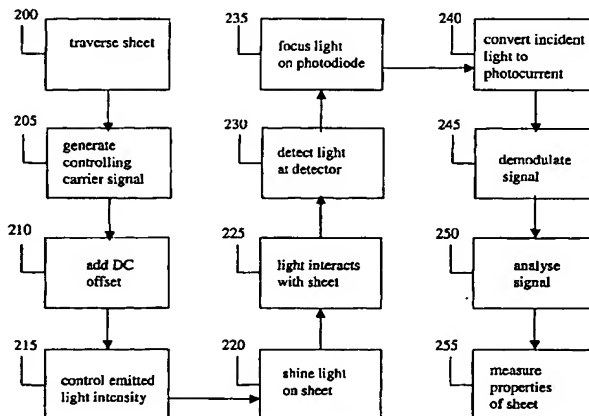 200
traverse sheet
205
generate
controlling
carrier signal
210
add DC
offset
215
control emitted
light intensity
220
shine light
on sheet
225
light interacts
with sheet
230
detect light
at detector
235
focus light
on photodiode
240
convert incident
light to
photocurrent
245
demodulate
signal
250
analyse
signal
255
measure
properties
of sheet